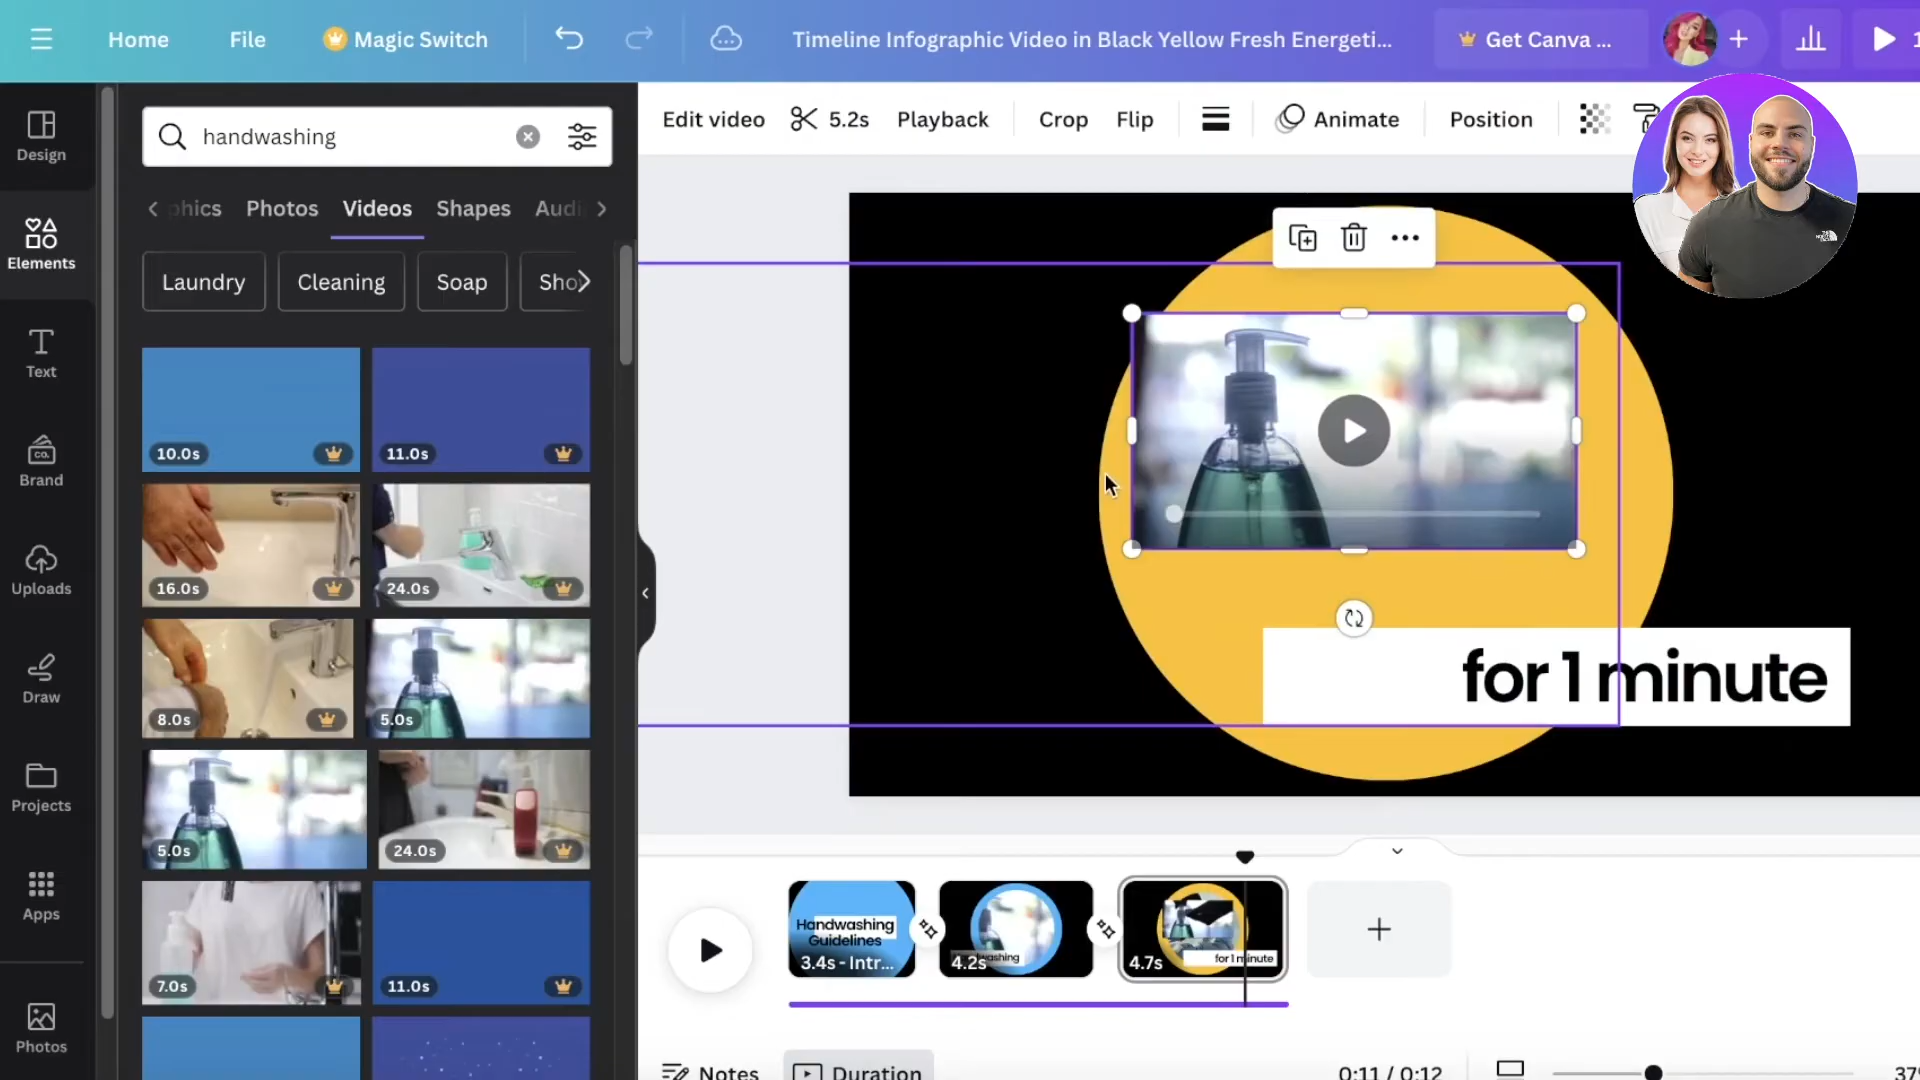 Home File Magic Switch Timeline Infographic Video in Black Yellow Fresh Energeti... Get Canva ...
Edit video 5.2s Playback Crop Flip Animate Position
handwashing
Photos Videos Shapes
Laundry Cleaning Soap
Design
Elements
Text
Brand
Uploads
Draw
Projects
Apps
Photos
10.0s 11.0s
16.0s 24.0s
8.0s 5.0s
5.0s 24.0s
7.0s 11.0s
for 1 minute
Handwashing
Guidelines
3.4s - Intr...
4.2s
4.7s
for 1 minute
Notes Duration 0:11 / 0:12